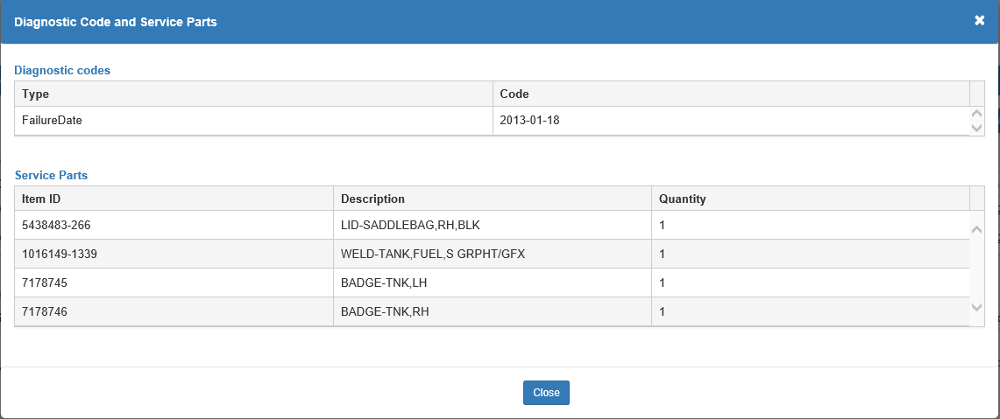 Diagnostic Code and Service Parts
Diagnostic codes
Type Code
FailureDate 2013-01-18
Service Parts
Item ID Description Quantity
5438483-266 LID-SADDLEBAG,RH,BLK 1
1016149-1339 WELD-TANK,FUEL,S GRPHT/GFX 1
7178745 BADGE-TNK,LH 1
7178746 BADGE-TNK,RH 1
Close